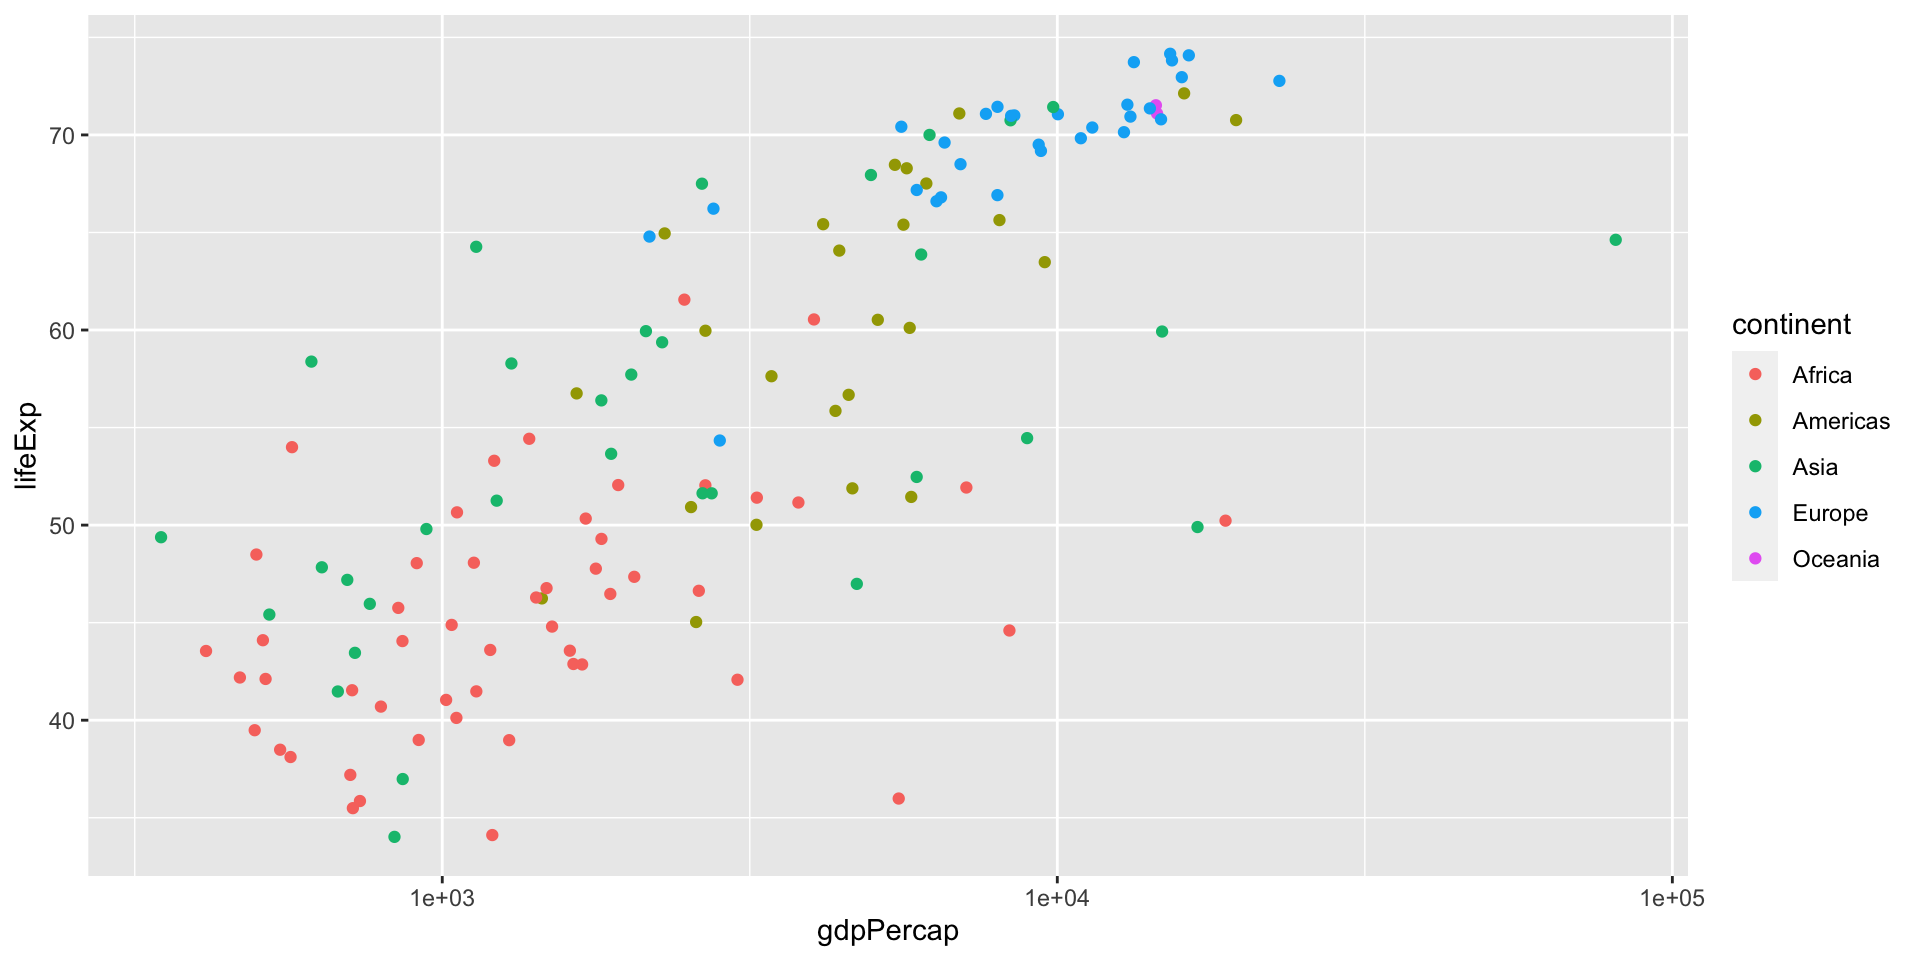 70
60
50
40
lifeExp
1e+03
1e+04
1e+05
gdpPercap
continent
Africa
Americas
Asia
Europe
Oceania